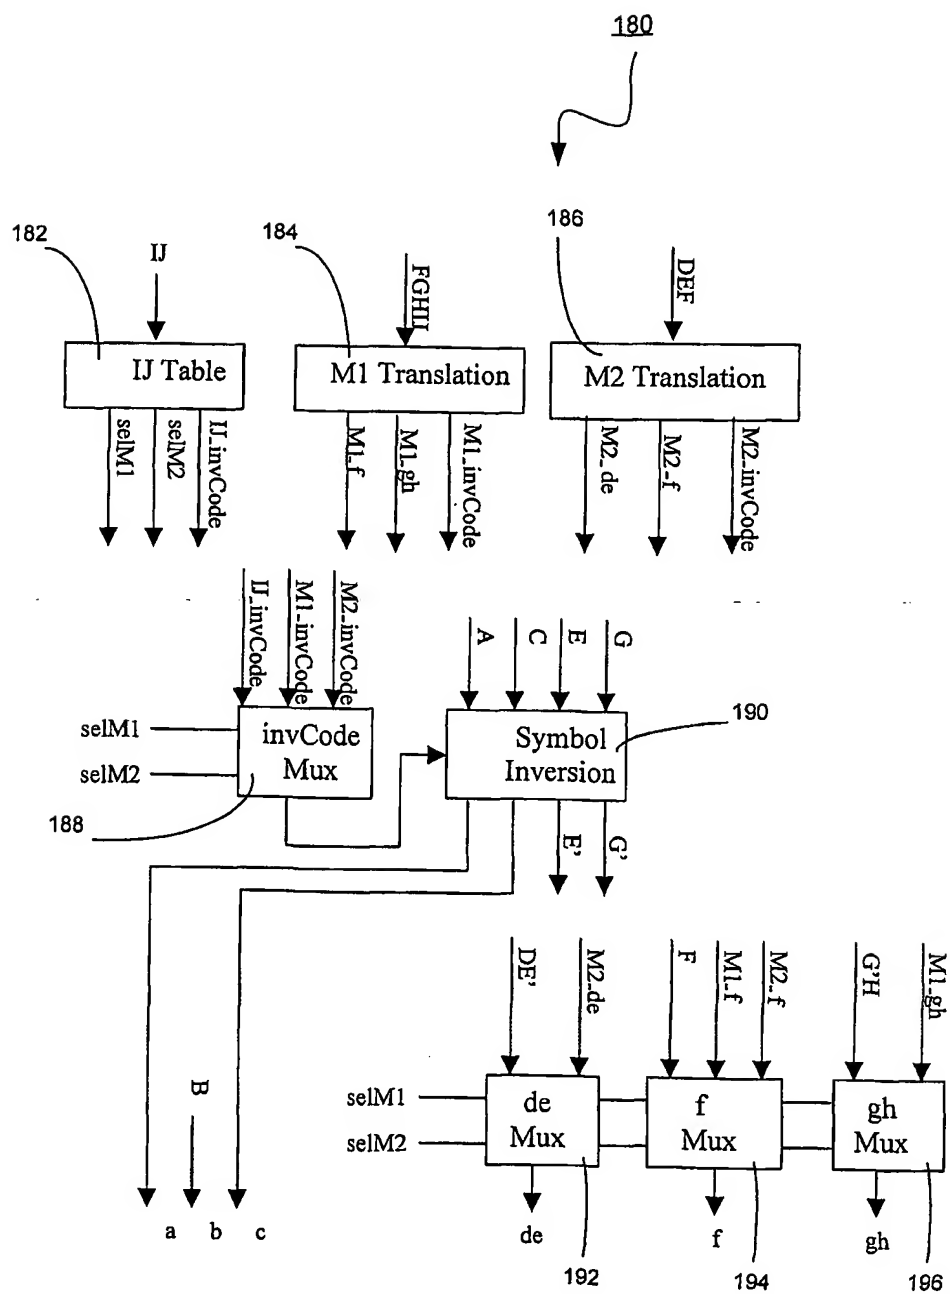 180
182
184
186
IJ
FGHIJ
DEF
IJ Table
M1 Translation
M2 Translation
selM1
selM2
IJ_invCode
M1_f
M1_gh
M1_invCode
M2_de
M2_f
M2_invCode
IJ_invCode
M1_invCode
M2_invCode
A
C
E
G
selM1
selM2
invCode
Mux
Symbol
Inversion
190
188
E'
G'
DE'
M2_de
F
M1_f
M2_f
G'H
M1_gh
B
selM1
selM2
de
Mux
f
Mux
gh
Mux
a
b
c
de
f
gh
192
194
196